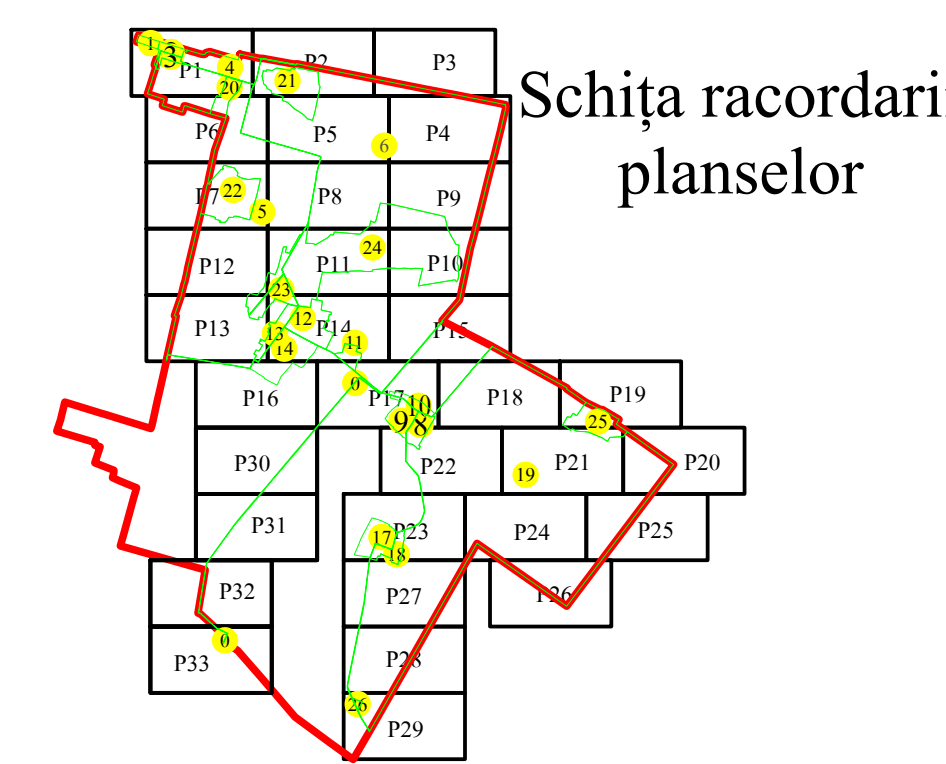 Schița racordarii
planselor
1 3 P1 4 20 P2 21 P3
P6 P5 6 P4
P7 22 5 P8 P9
P12 P11 24 P10
23
P13 13 14 12 P14 11 P15
P16 0 P17 10 9 8 P18 P19 25
P30 P22 19 P21 P20
P31 17 P23 18 P24 P25
P32 P27 P26
0
P33 P28
26 P29